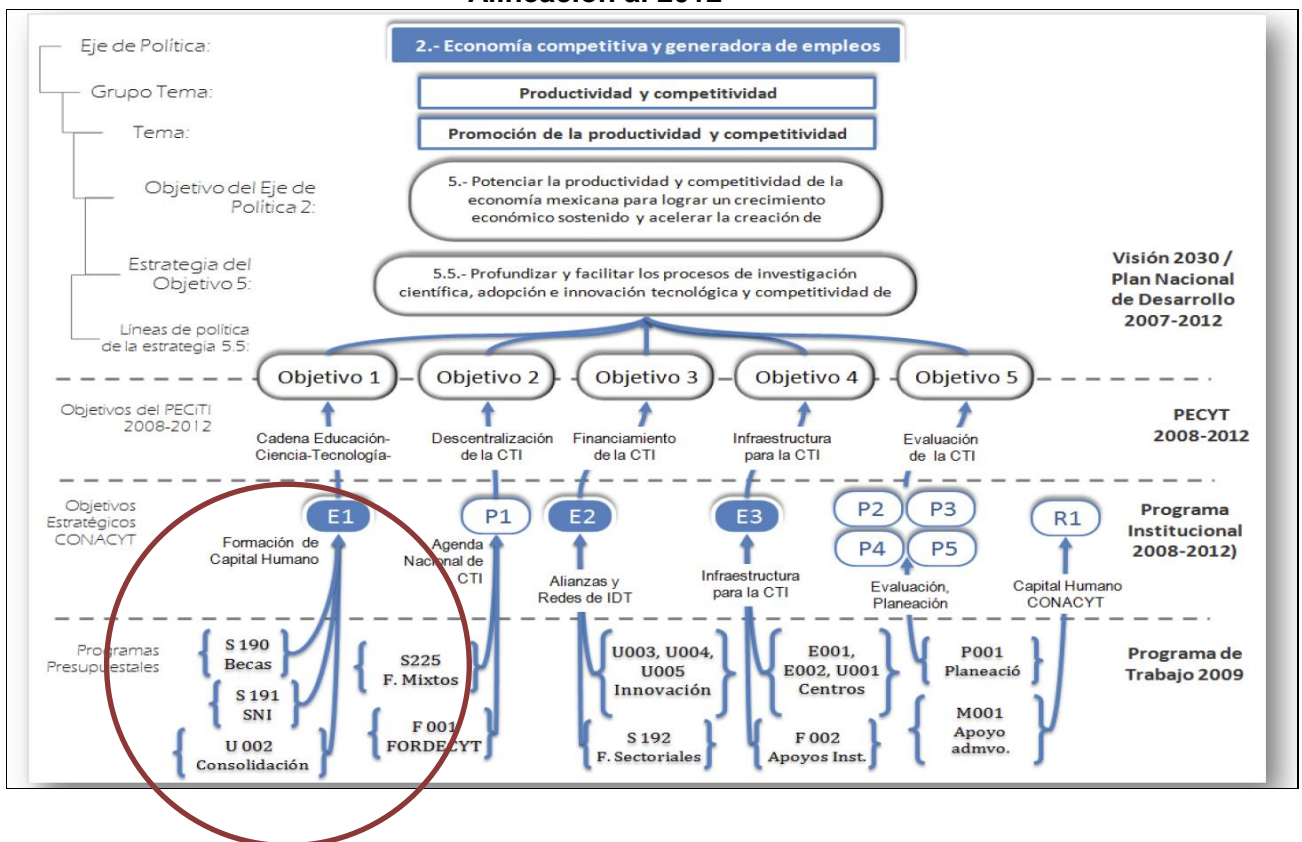 Alineación al 2012
Eje de Política:
2.- Economía competitiva y generadora de empleos
Grupo Tema:
Productividad y competitividad
Tema:
Promoción de la productividad y competitividad
Objetivo del Eje de
Política 2:
5.- Potenciar la productividad y competitividad de la
economía mexicana para lograr un crecimiento
económico sostenido y acelerar la creación de
Estrategia del
Objetivo 5:
5.5.- Profundizar y facilitar los procesos de investigación
científica, adopción e innovación tecnológica y competitividad de
Visión 2030 /
Plan Nacional
de Desarrollo
2007-2012
Líneas de política
de la estrategia 5.5:
Objetivo 1
Objetivo 2
Objetivo 3
Objetivo 4
Objetivo 5
Objetivos del PECiTI
2008-2012
Cadena Educación-
Ciencia-Tecnología-
Descentralización
de la CTI
Financiamiento
de la CTI
Infraestructura
para la CTI
Evaluación
de la CTI
PECYT
2008-2012
Objetivos
Estratégicos
CONACYT
E1
Formación de
Capital Humano
P1
Agenda
Nacional de
CTI
E2
Alianzas y
Redes de IDT
E3
Infraestructura
para la CTI
P2
P3
P4
P5
Evaluación,
Planeación
R1
Capital Humano
CONACYT
Programa
Institucional
2008-2012)
Programas
Presupuestales
S 190
Becas
S 191
SNI
U 002
Consolidación
S225
F. Mixtos
F 001
FORDECYT
U003, U004,
U005
Innovación
S 192
F. Sectoriales
E001,
E002, U001
Centros
F 002
Apoyos Inst.
P001
Planeació
M001
Apoyo
admvo.
Programa de
Trabajo 2009